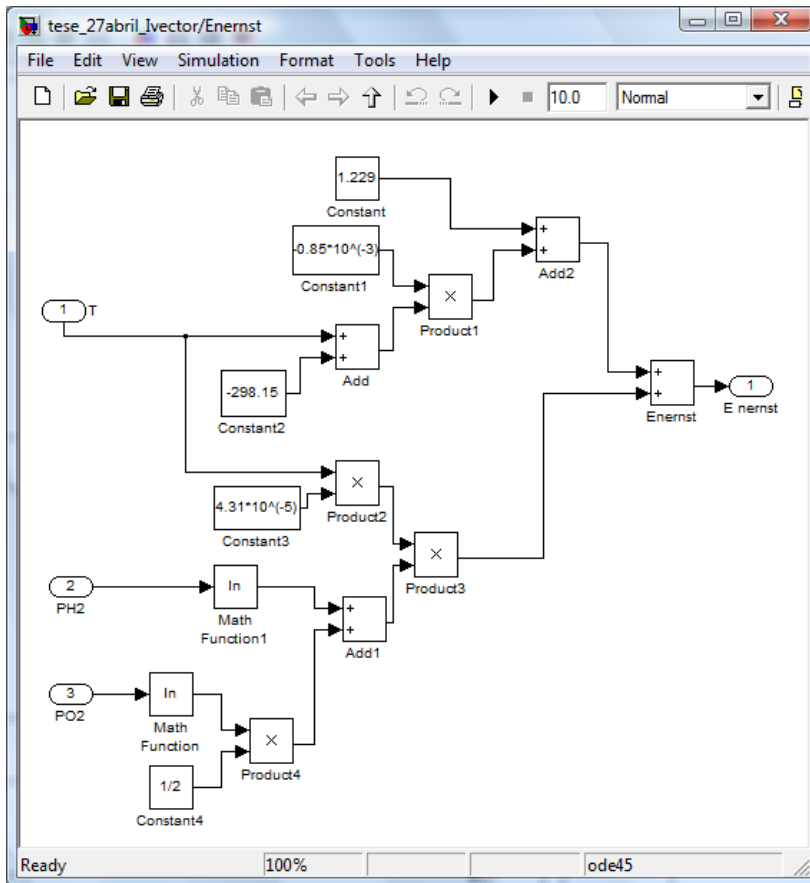 tese_27abril_Ivector/Enernst
File Edit View Simulation Format Tools Help
10.0 Normal
1.229
Constant
-0.85*10^(-3)
Constant1
+
+
Add2
×
Product1
1
T
+
+
Add
-298.15
Constant2
+
+
Enernst
1
E nernst
×
Product2
4.31*10^(-5)
Constant3
×
Product3
2
PH2
ln
Math
Function1
+
+
Add1
3
PO2
ln
Math
Function
×
Product4
1/2
Constant4
Ready 100% ode45